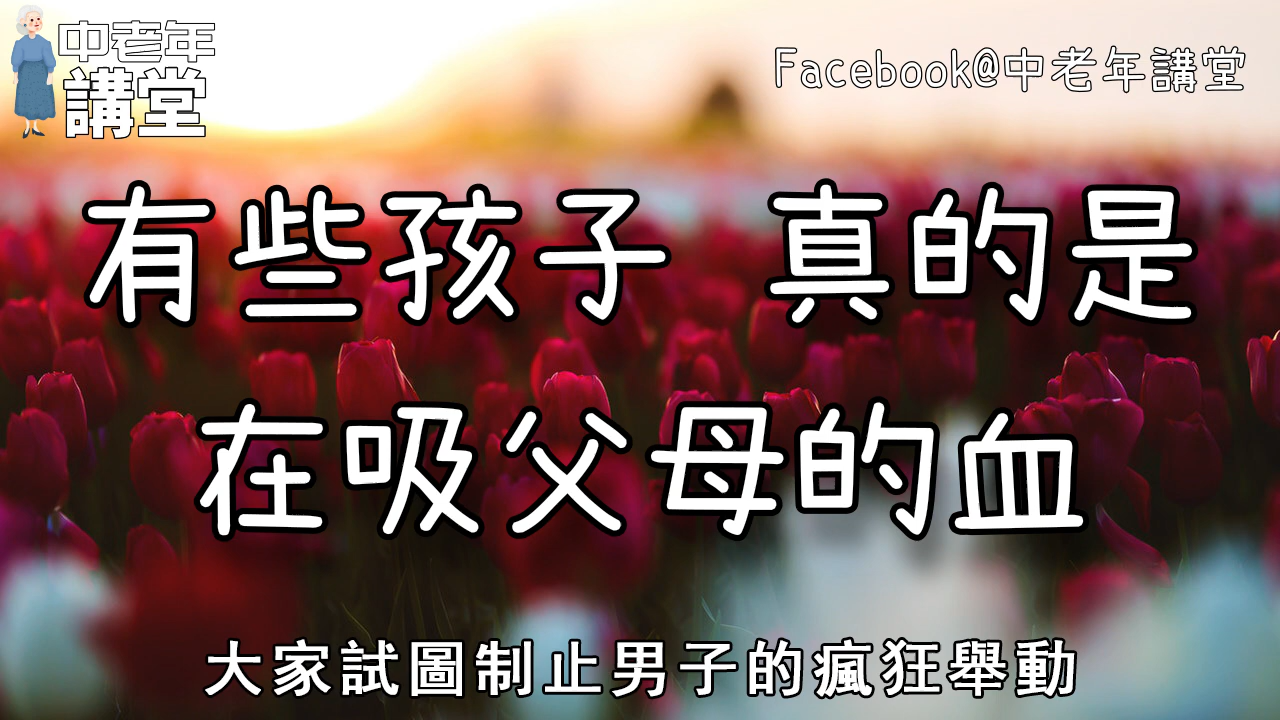 中老年
講堂
Facebook@中老年講堂
有些孩子 真的是
在吸父母的血
大家試圖制止男子的瘋狂舉動